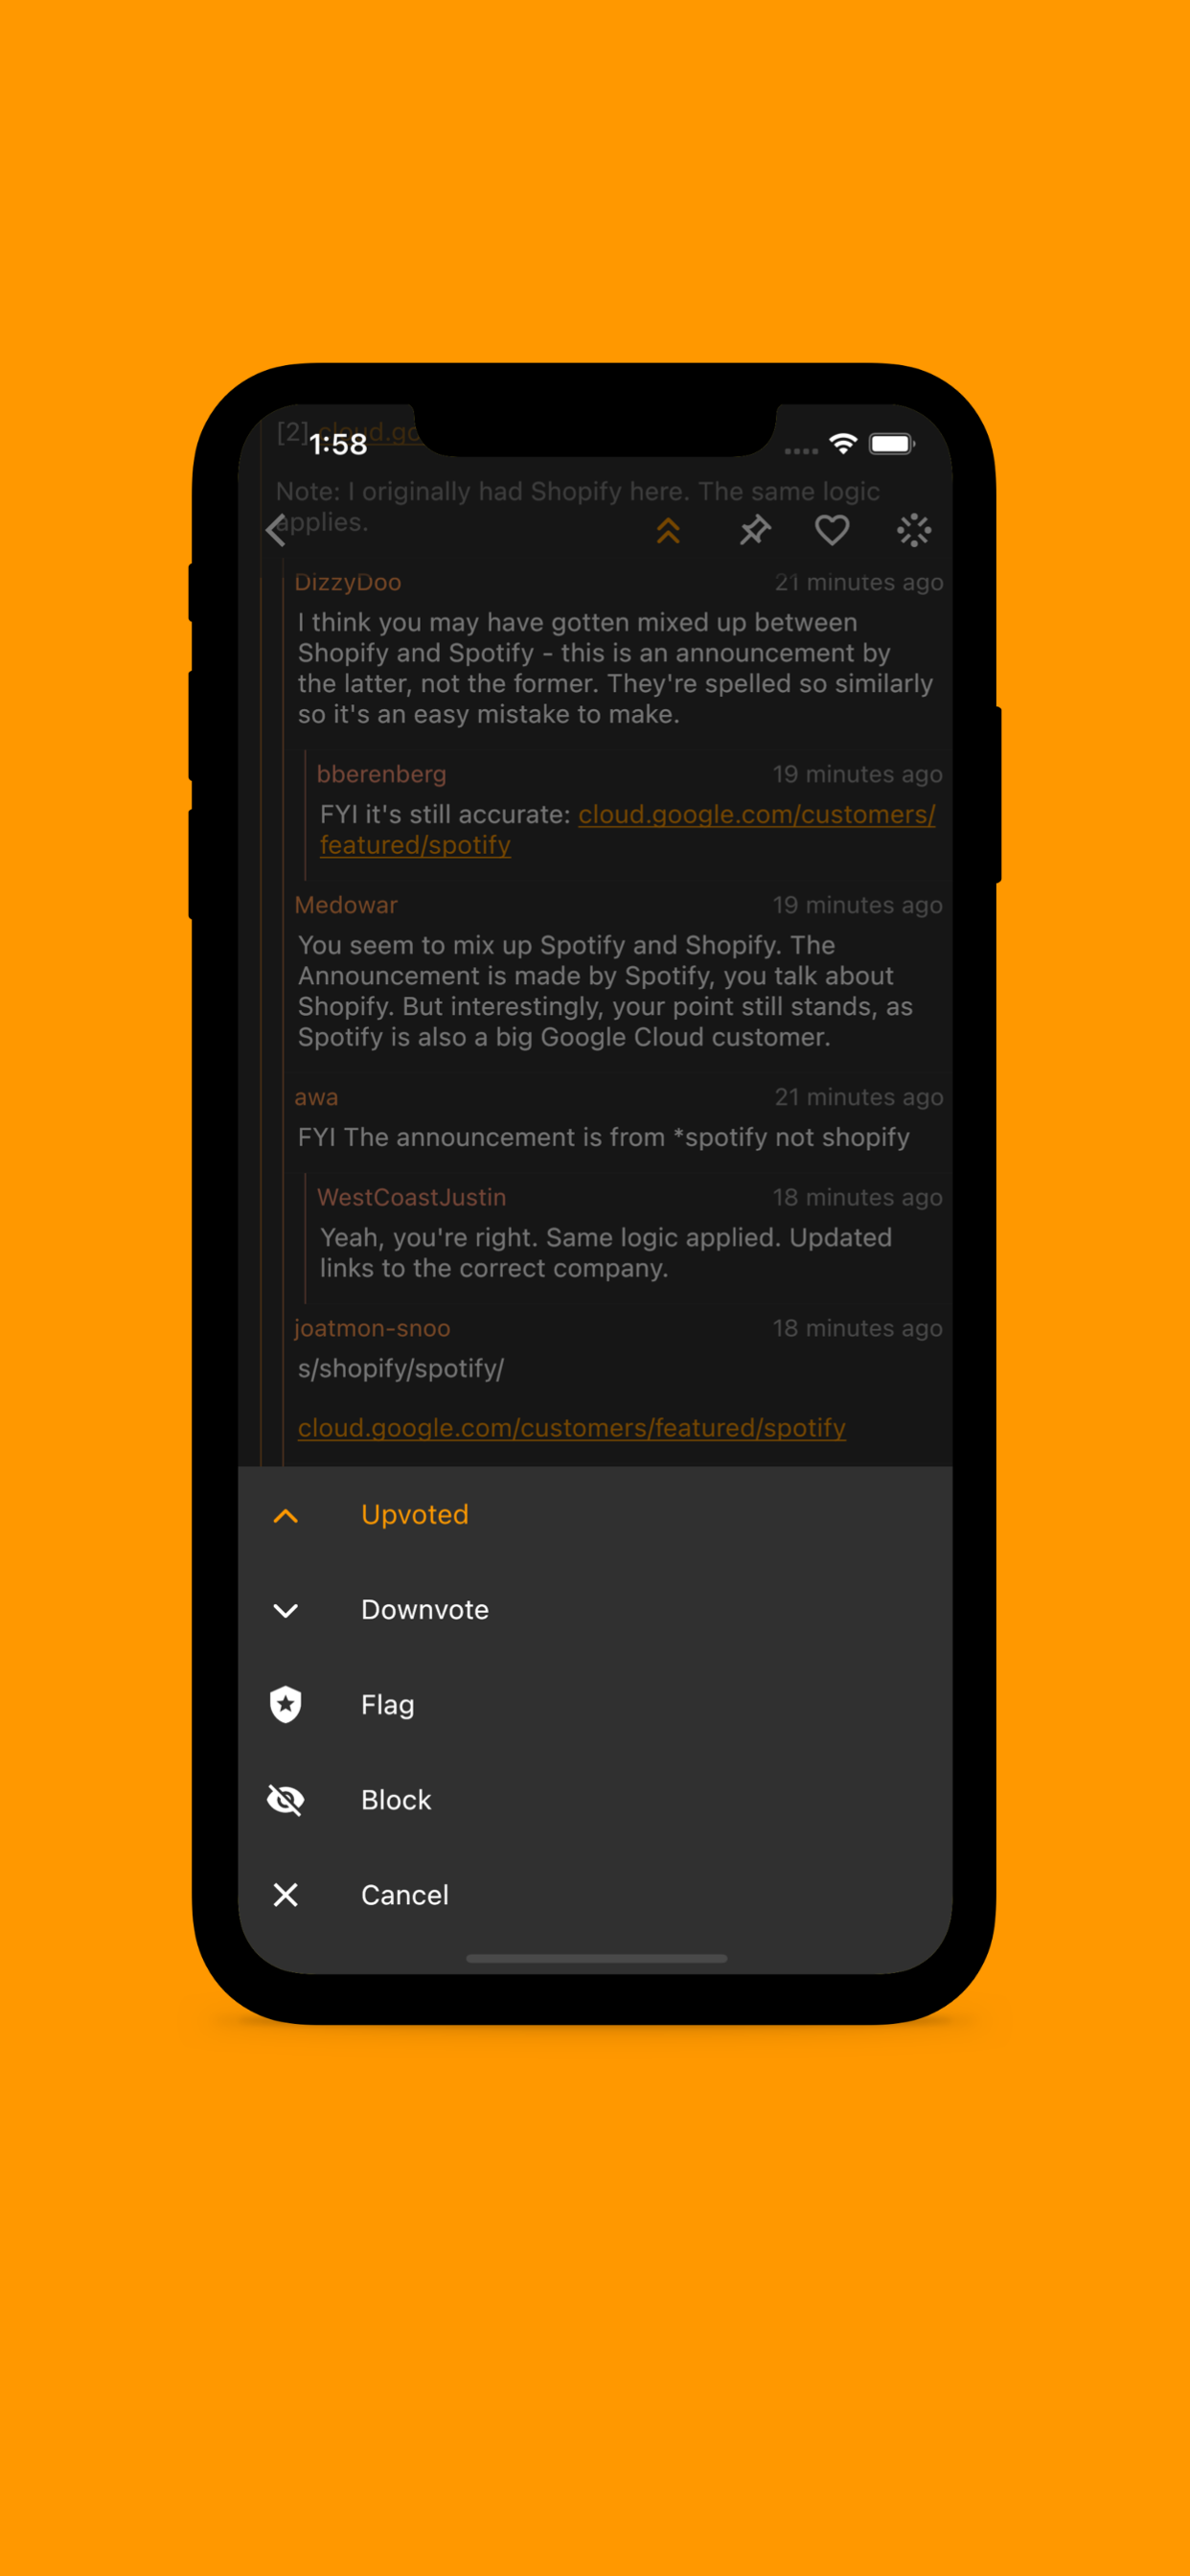 [2] cloud.go
1:58
Note: I originally had Shopify here. The same logic
applies.
DizzyDoo 21 minutes ago
I think you may have gotten mixed up between
Shopify and Spotify - this is an announcement by
the latter, not the former. They're spelled so similarly
so it's an easy mistake to make.
bberenberg 19 minutes ago
FYI it's still accurate: cloud.google.com/customers/
featured/spotify
Medowar 19 minutes ago
You seem to mix up Spotify and Shopify. The
Announcement is made by Spotify, you talk about
Shopify. But interestingly, your point still stands, as
Spotify is also a big Google Cloud customer.
awa 21 minutes ago
FYI The announcement is from *spotify not shopify
WestCoastJustin 18 minutes ago
Yeah, you're right. Same logic applied. Updated
links to the correct company.
joatmon-snoo 18 minutes ago
s/shopify/spotify/
cloud.google.com/customers/featured/spotify
Upvoted
Downvote
Flag
Block
Cancel